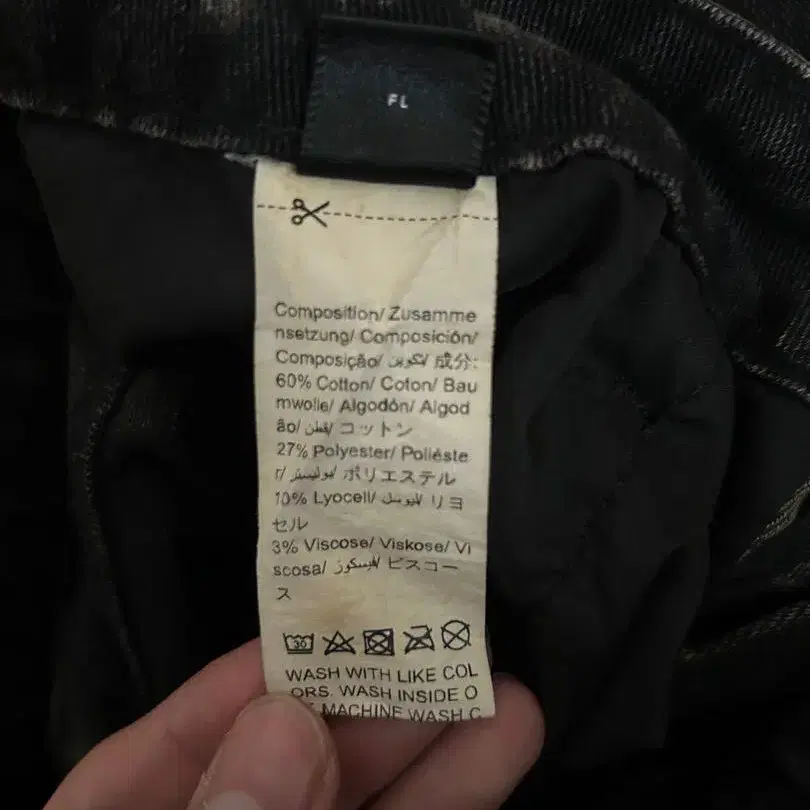 FL
Composition/ Zusamme
nsetzung/ Composición/
Composição/ تكوين/ 成分:
60% Cotton/ Coton/ Bau
mwolle/ Algodón/ Algod
ão/ قطن/ コットン
27% Polyester/ Poliéste
r/ بوليستر/ ポリエステル
10% Lyocell/ ليوسل/ リヨ
セル
3% Viscose/ Viskose/ Vi
scosa/ فيسكوز/ ビスコー
ス
30
WASH WITH LIKE COL
ORS. WASH INSIDE O
MACHINE WASH C